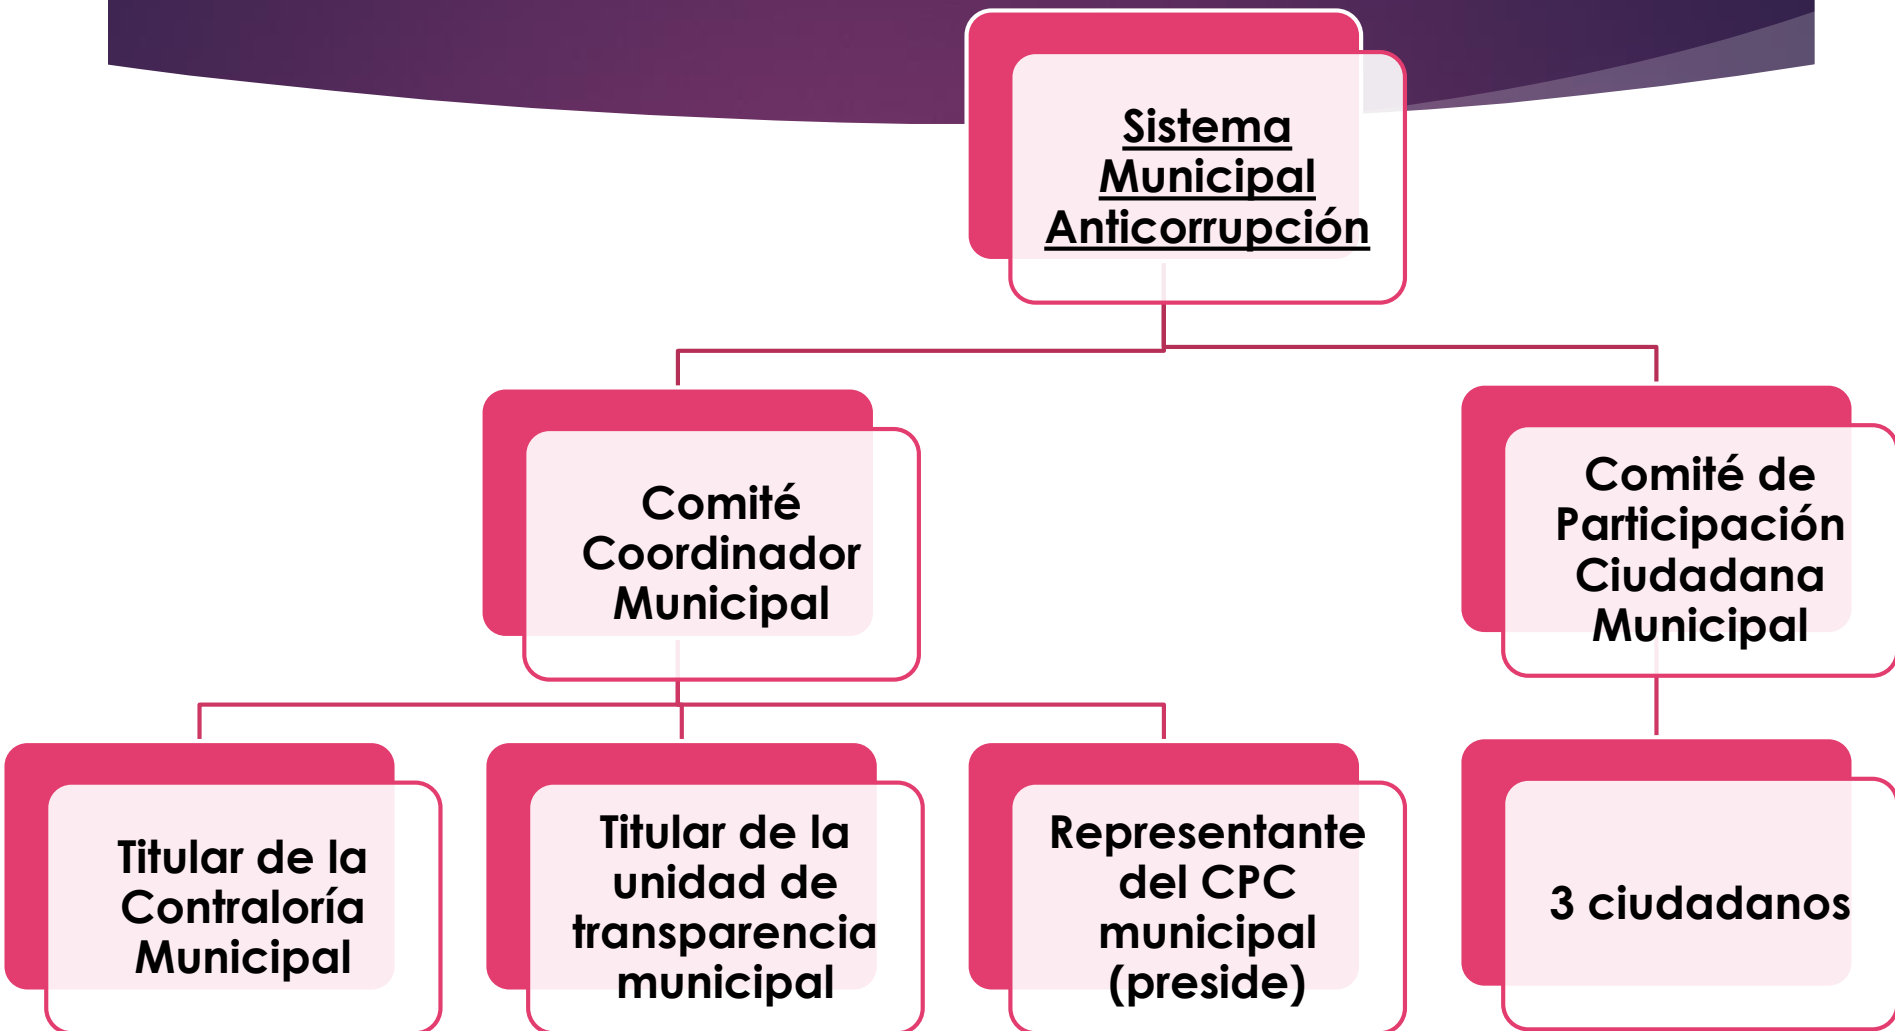 Sistema
Municipal
Anticorrupción
Comité
Coordinador
Municipal
Comité de
Participación
Ciudadana
Municipal
Titular de la
Contraloría
Municipal
Titular de la
unidad de
transparencia
municipal
Representante
del CPC
municipal
(preside)
3 ciudadanos